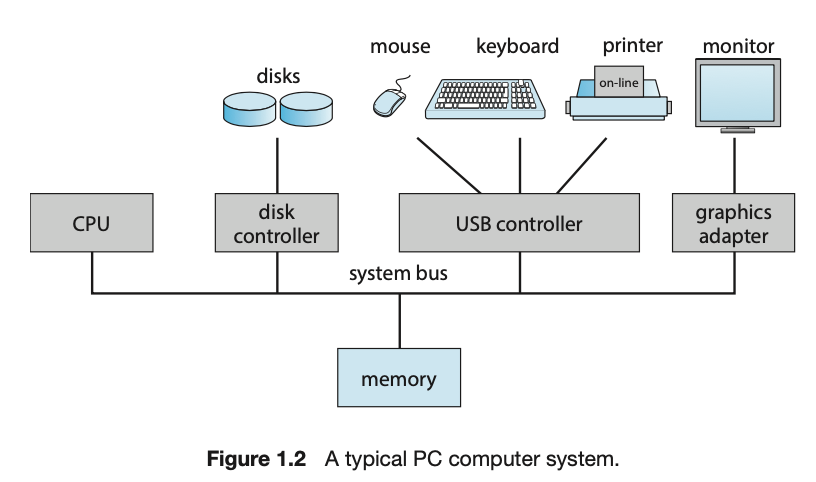 mouse
keyboard
printer
monitor
disks
on-line
CPU
disk
controller
USB controller
graphics
adapter
system bus
memory
Figure 1.2 A typical PC computer system.